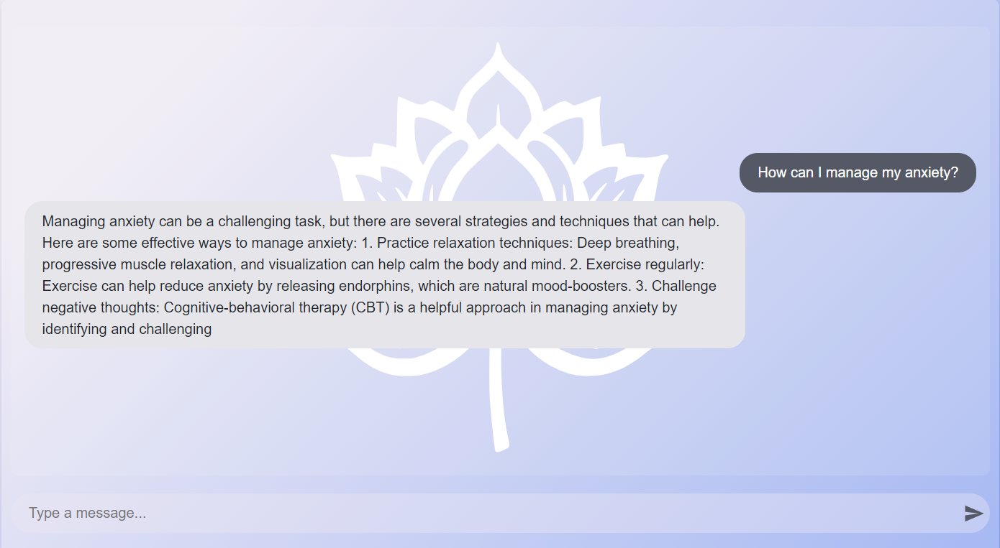 How can I manage my anxiety?
Managing anxiety can be a challenging task, but there are several strategies and techniques that can help.
Here are some effective ways to manage anxiety: 1. Practice relaxation techniques: Deep breathing,
progressive muscle relaxation, and visualization can help calm the body and mind. 2. Exercise regularly:
Exercise can help reduce anxiety by releasing endorphins, which are natural mood-boosters. 3. Challenge
negative thoughts: Cognitive-behavioral therapy (CBT) is a helpful approach in managing anxiety by
identifying and challenging
Type a message...